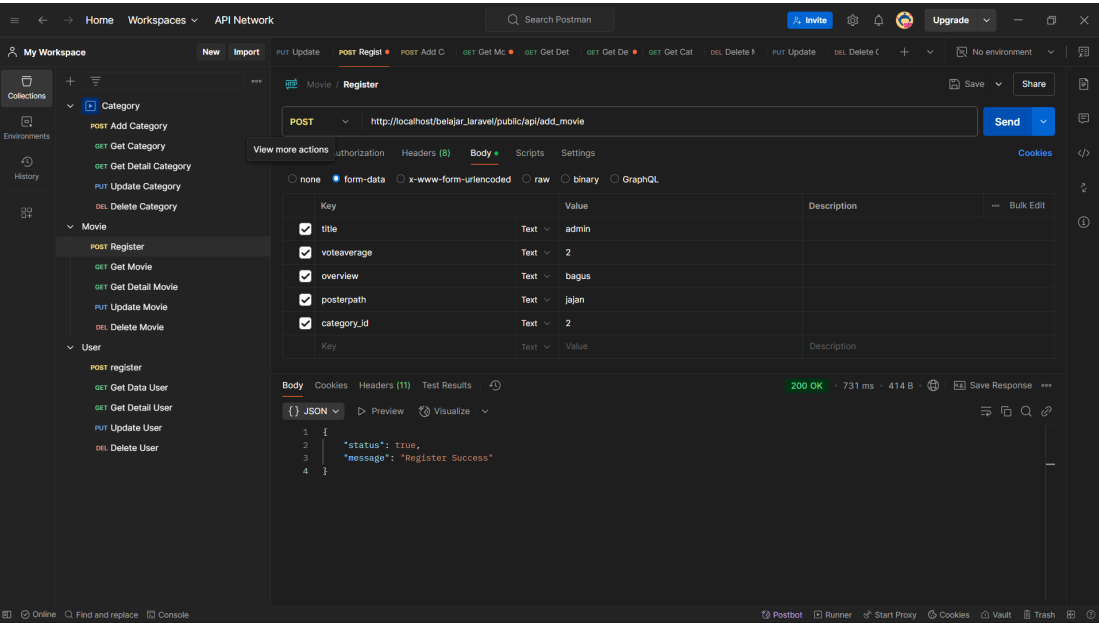 Home Workspaces API Network Search Postman Invite Upgrade
My Workspace New Import PUT Update POST Regist POST Add C GET Get Mc GET Get Det GET Get De GET Get Cat DEL Delete M PUT Update DEL Delete C No environment
Collections
Environments
History
Category
POST Add Category
GET Get Category
GET Get Detail Category
PUT Update Category
DEL Delete Category
Movie
POST Register
GET Get Movie
GET Get Detail Movie
PUT Update Movie
DEL Delete Movie
User
POST register
GET Get Data User
GET Get Detail User
PUT Update User
DEL Delete User
View more actions
HTTP Movie / Register Save Share
POST http://localhost/belajar_laravel/public/api/add_movie Send
uthorization Headers (8) Body Scripts Settings Cookies
none form-data x-www-form-urlencoded raw binary GraphQL
Key Value Description Bulk Edit
title Text admin
voteaverage Text 2
overview Text bagus
posterpath Text jajan
category_id Text 2
Key Text Value Description
Body Cookies Headers (11) Test Results 200 OK 731 ms 414 B Save Response
{} JSON Preview Visualize
1 {
2 "status": true,
3 "message": "Register Success"
4 }
Online Find and replace Console Postbot Runner Start Proxy Cookies Vault Trash